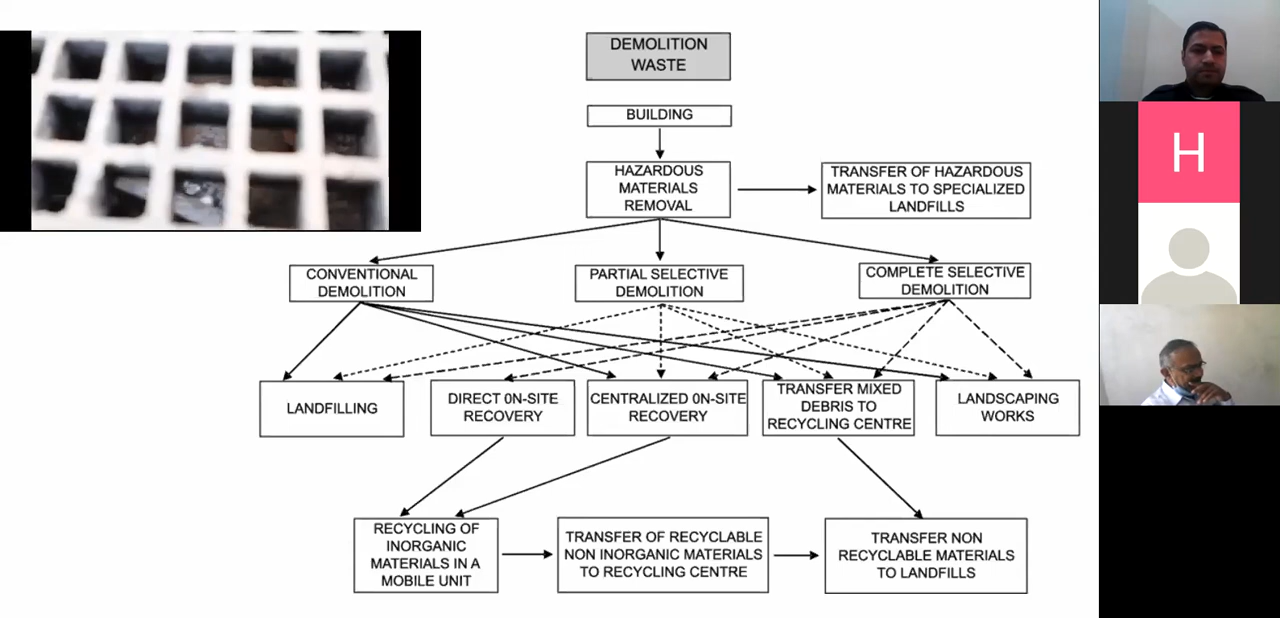 DEMOLITION
WASTE
BUILDING
HAZARDOUS
MATERIALS
REMOVAL
TRANSFER OF HAZARDOUS
MATERIALS TO SPECIALIZED
LANDFILLS
CONVENTIONAL
DEMOLITION
PARTIAL SELECTIVE
DEMOLITION
COMPLETE SELECTIVE
DEMOLITION
LANDFILLING
DIRECT 0N-SITE
RECOVERY
CENTRALIZED 0N-SITE
RECOVERY
TRANSFER MIXED
DEBRIS TO
RECYCLING CENTRE
LANDSCAPING
WORKS
RECYCLING OF
INORGANIC
MATERIALS IN A
MOBILE UNIT
TRANSFER OF RECYCLABLE
NON INORGANIC MATERIALS
TO RECYCLING CENTRE
TRANSFER NON
RECYCLABLE MATERIALS
TO LANDFILLS
H